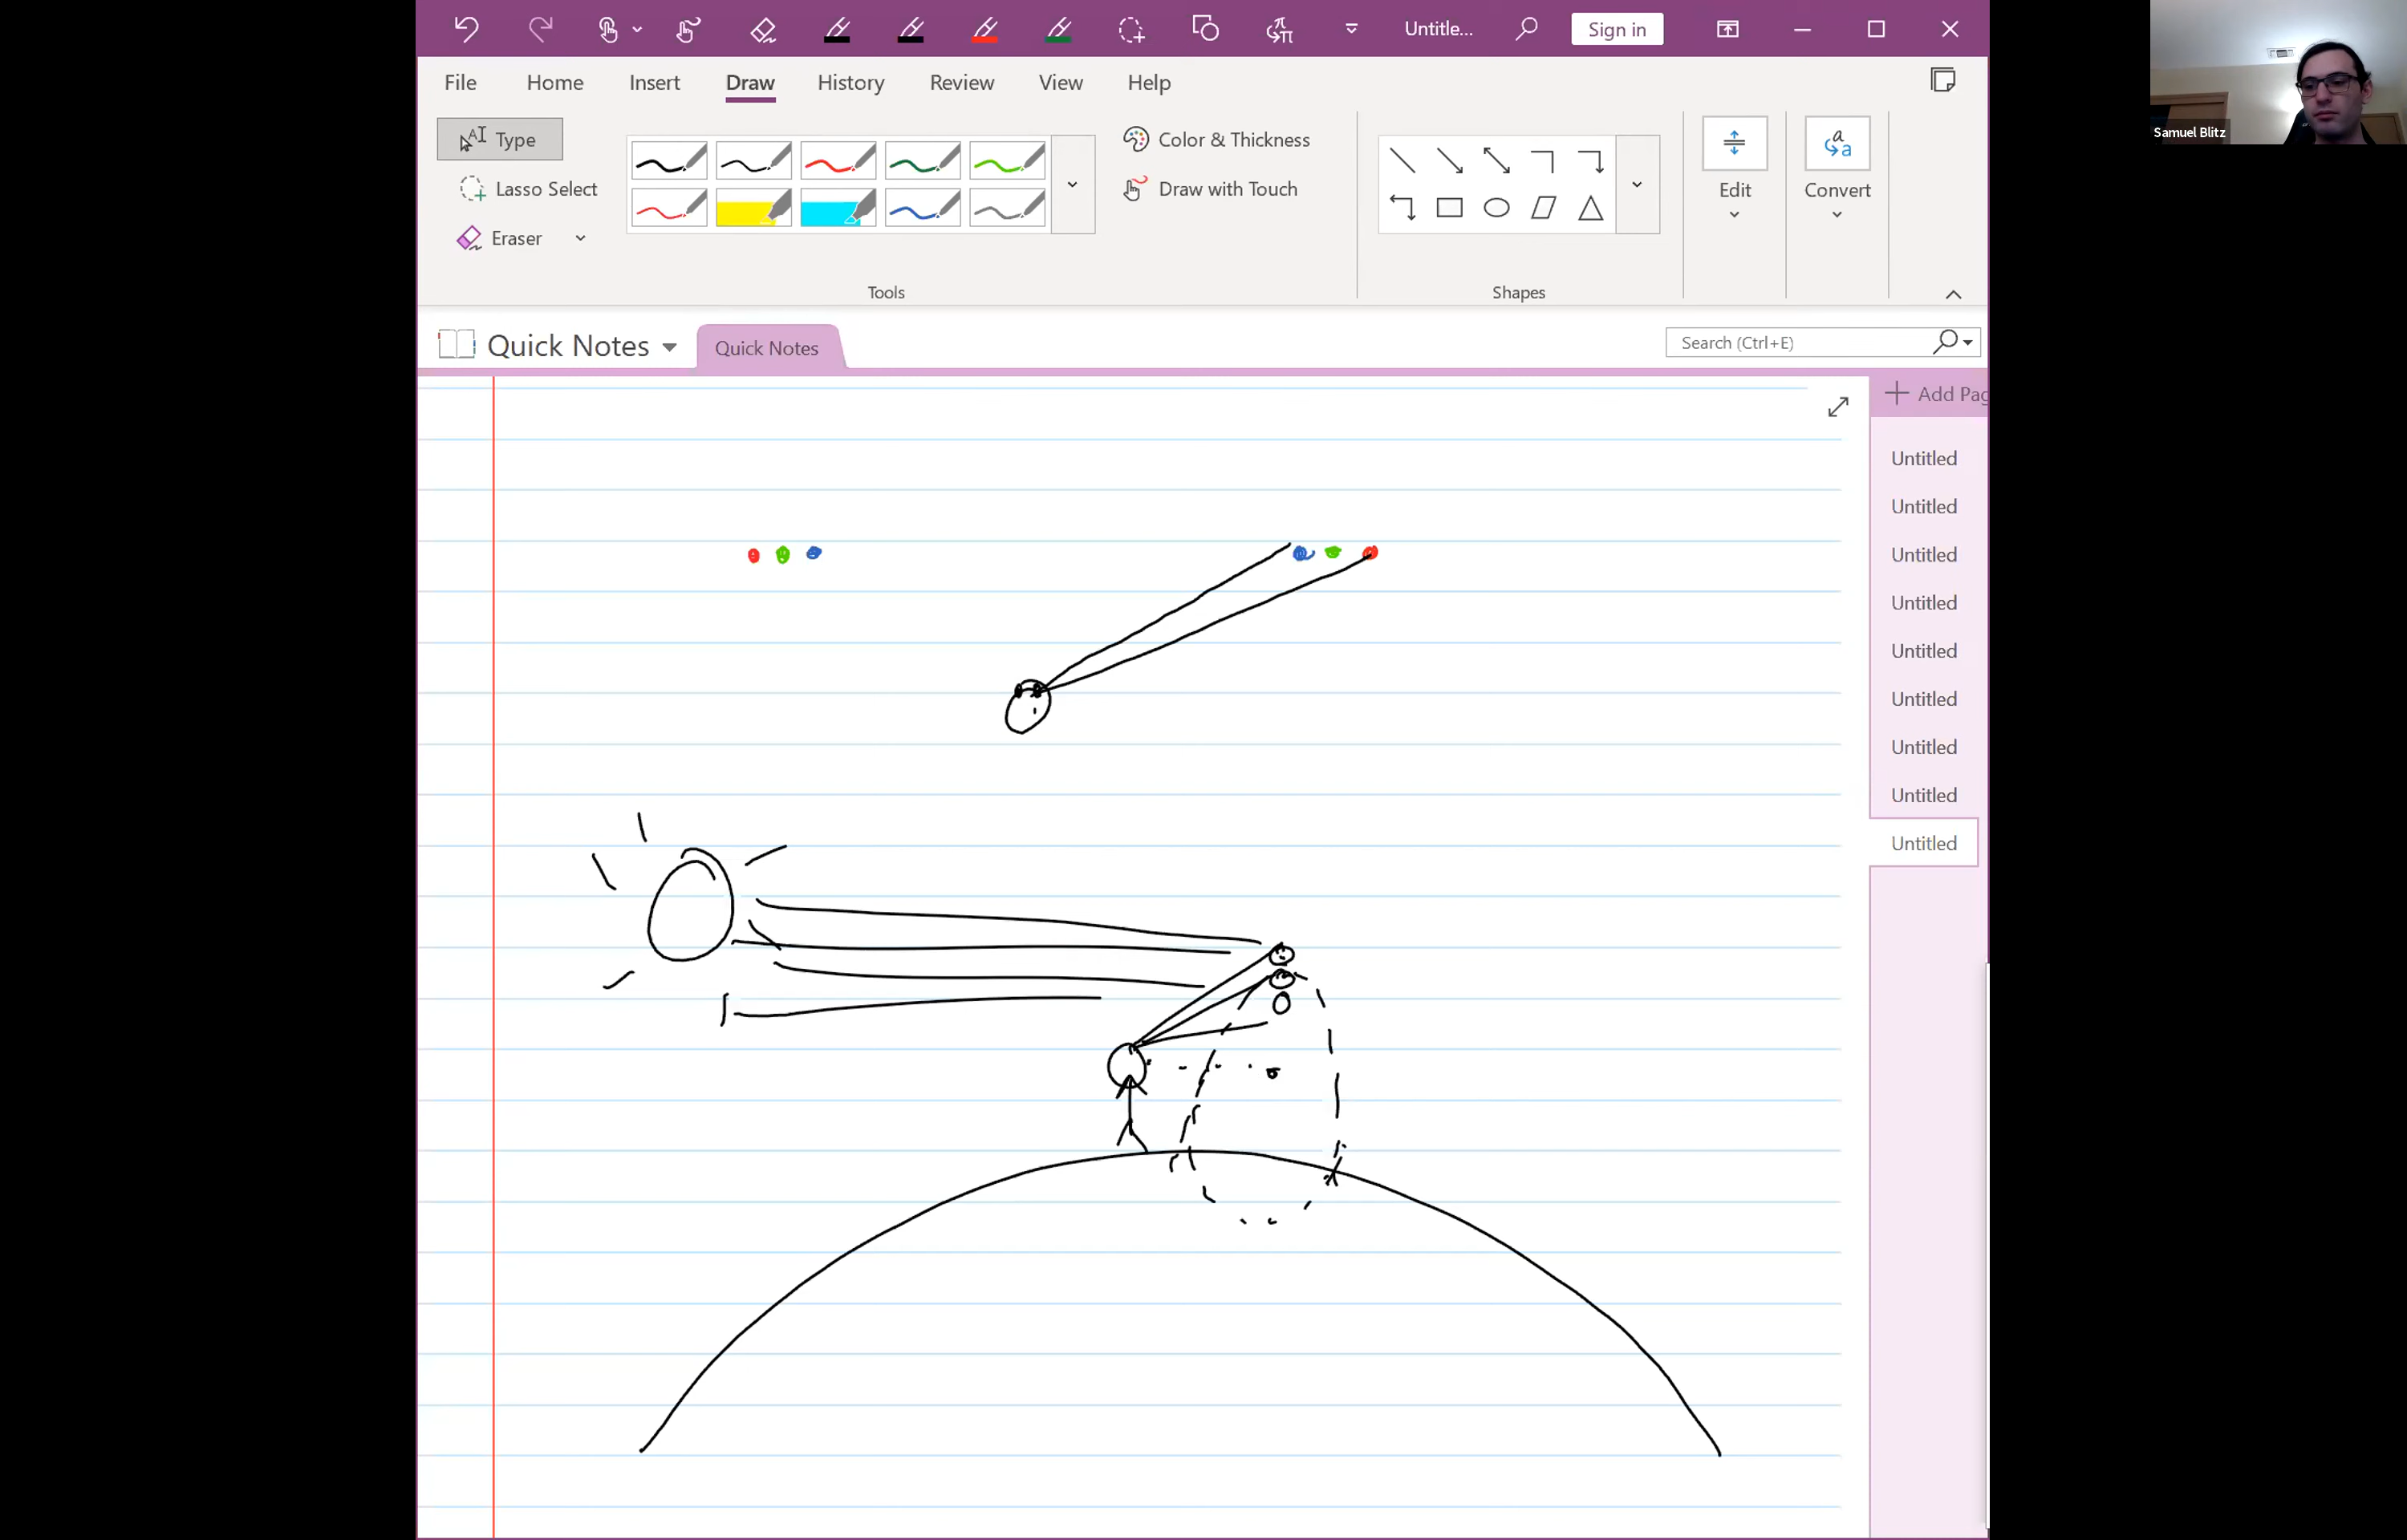 Untitle...
Sign in
File Home Insert Draw History Review View Help
Type
Lasso Select
Eraser
Color & Thickness
Draw with Touch
Edit
Convert
Tools
Shapes
Quick Notes
Quick Notes
Search (Ctrl+E)
Add Pag
Untitled
Untitled
Untitled
Untitled
Untitled
Untitled
Untitled
Untitled
Untitled
Samuel Blitz